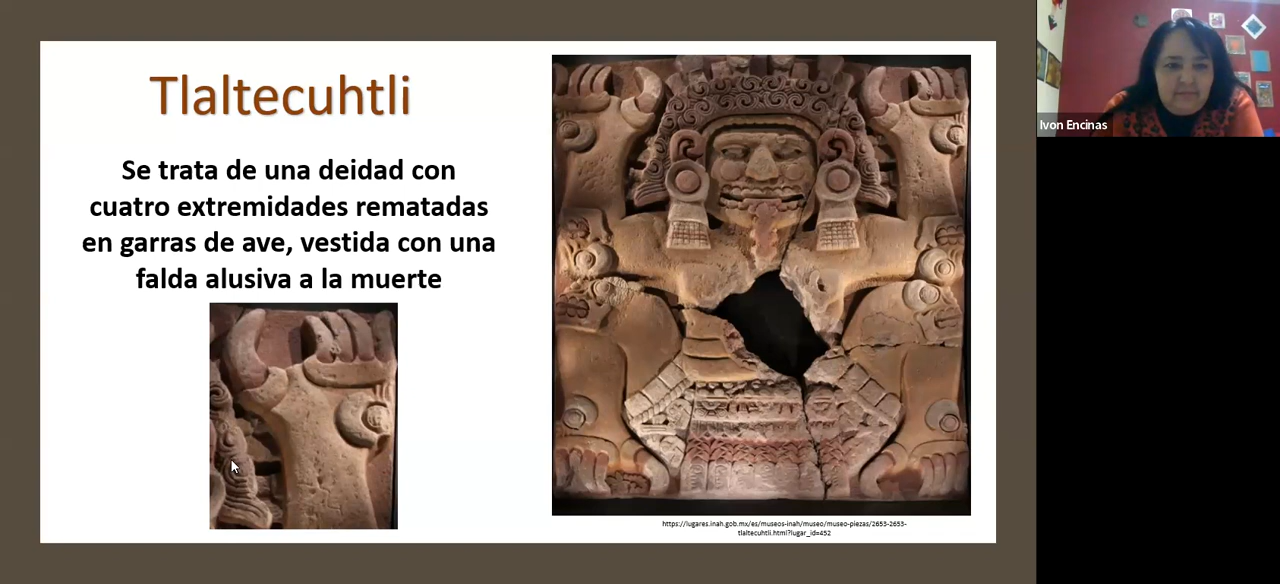 Tlaltecuhtli
Se trata de una deidad con
cuatro extremidades rematadas
en garras de ave, vestida con una
falda alusiva a la muerte
https://lugares.inah.gob.mx/es/museos-inah/museo/museo-piezas/2653-2653-
tlaltecuhtli.html?lugar_id=452
Ivon Encinas